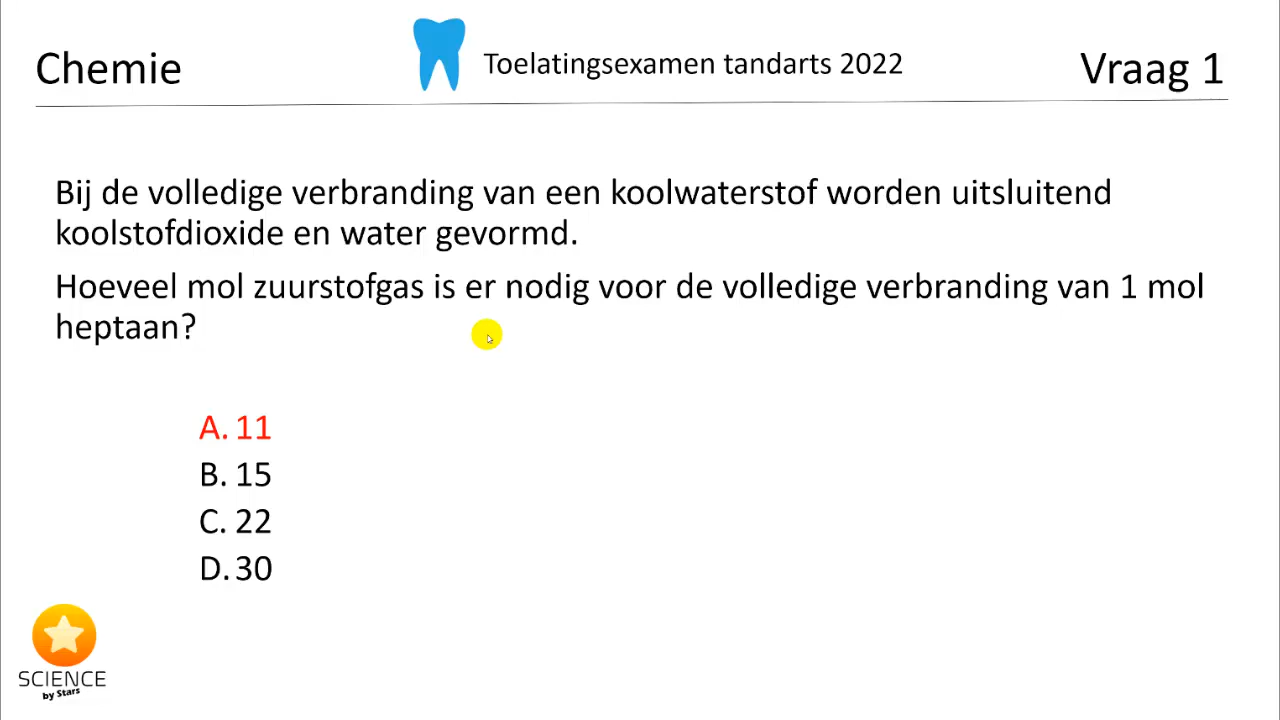 Chemie
Toelatingsexamen tandarts 2022
Vraag 1
Bij de volledige verbranding van een koolwaterstof worden uitsluitend
koolstofdioxide en water gevormd.
Hoeveel mol zuurstofgas is er nodig voor de volledige verbranding van 1 mol
heptaan?
A. 11
B. 15
C. 22
D. 30
SCIENCE
by Stars